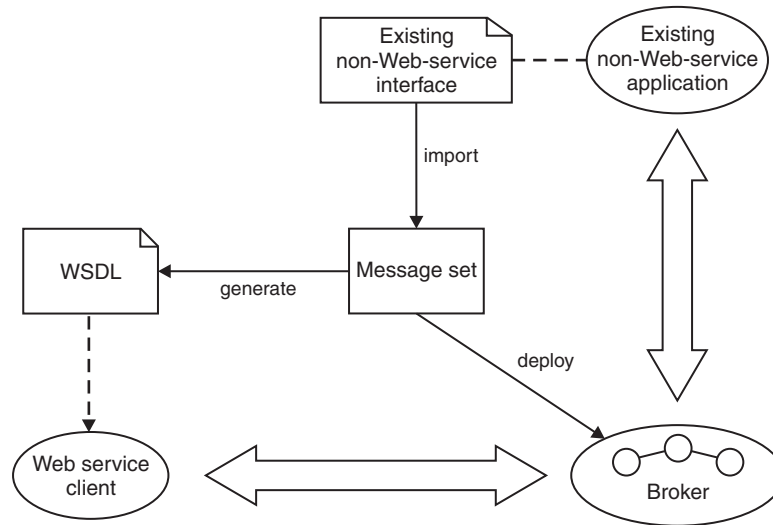 Existing
non-Web-service
interface
Existing
non-Web-service
application
import
WSDL
generate
Message set
deploy
Web service
client
Broker